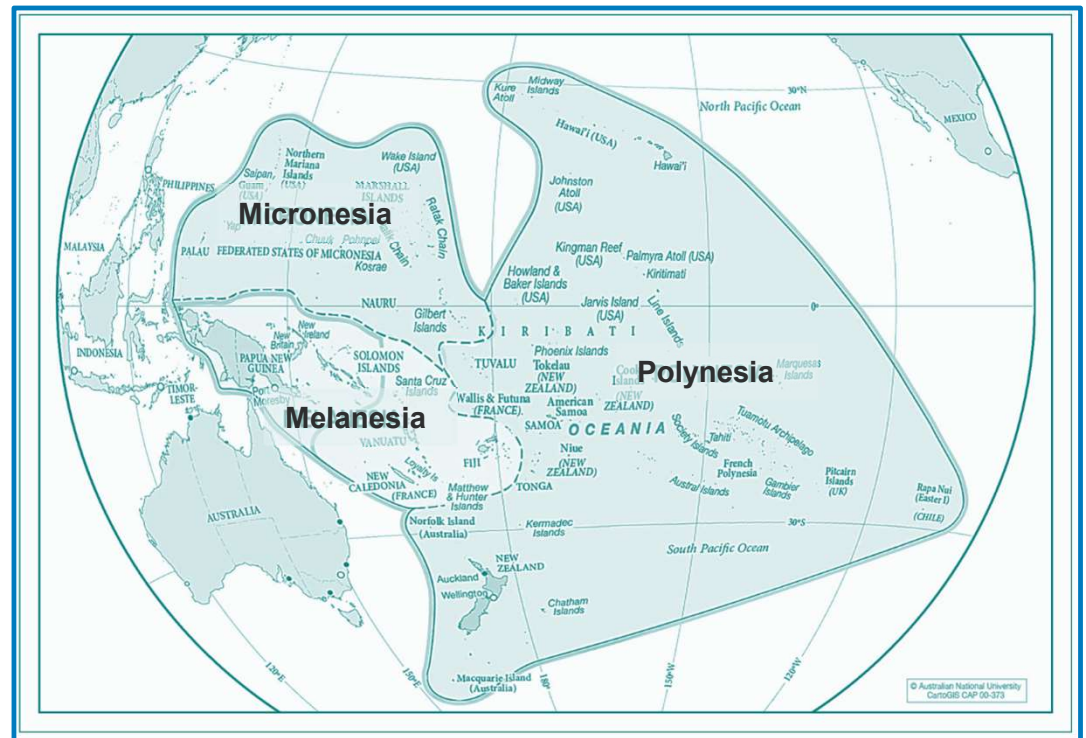 Kure
Atoll
Midway
Islands
30°N
North Pacific Ocean
MEXICO
Hawai'i (USA)
Hawai'i
Northern
Mariana
Islands
(USA)
Saipan
Guam
(USA)
Wake Island
(USA)
MARSHALL
ISLANDS
PHILIPPINES
Johnston
Atoll
(USA)
Ratak Chain
Micronesia
Yap
Chuuk
Pohnpei
Chain
MALAYSIA
PALAU
FEDERATED STATES OF MICRONESIA
Kosrae
Kingman Reef
(USA)
Palmyra Atoll (USA)
Kiritimati
Howland &
Baker Islands
(USA)
Jarvis Island
(USA)
Line Islands
0°
NAURU
Gilbert
Islands
KIRIBATI
New
Ireland
New
Britain
INDONESIA
PAPUA NEW
GUINEA
SOLOMON
ISLANDS
TUVALU
Phoenix Islands
Tokelau
(NEW
ZEALAND)
Cook
Islands
(NEW
ZEALAND)
Polynesia
Marquesas
Islands
Santa Cruz
Islands
TIMOR-
LESTE
Port
Moresby
Wallis & Futuna
(FRANCE)
American
Samoa
Melanesia
SAMOA
OCEANIA
Tuamotu Archipelago
Society Islands
Tahiti
VANUATU
FIJI
Niue
(NEW
ZEALAND)
French
Polynesia
Gambier
Islands
Pitcairn
Islands
(UK)
Loyalty Is
NEW
CALEDONIA
(FRANCE)
Matthew
& Hunter
Islands
TONGA
Austral Islands
Rapa Nui
(Easter I)
(CHILE)
AUSTRALIA
Norfolk Island
(Australia)
Kermadec
Islands
30°S
South Pacific Ocean
NEW
ZEALAND
Auckland
Wellington
Chatham
Islands
Macquarie Island
(Australia)
120°E
150°E
180°
150°W
120°W
© Australian National University
CartoGIS CAP 00-373